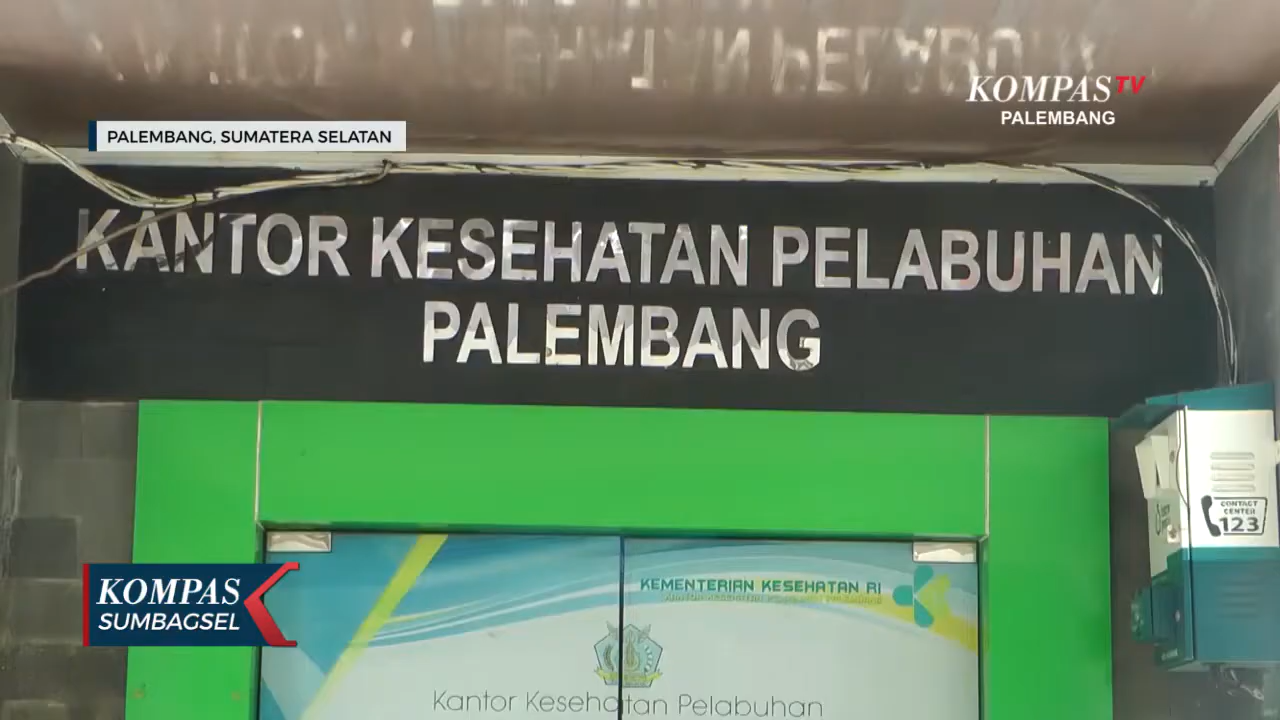 KOMPAS TV
PALEMBANG
PALEMBANG, SUMATERA SELATAN
KANTOR KESEHATAN PELABUHAN
PALEMBANG
CONTACT
CENTER
123
KEMENTERIAN KESEHATAN RI
Kantor Kesehatan Pelabuhan
KOMPAS
SUMBAGSEL